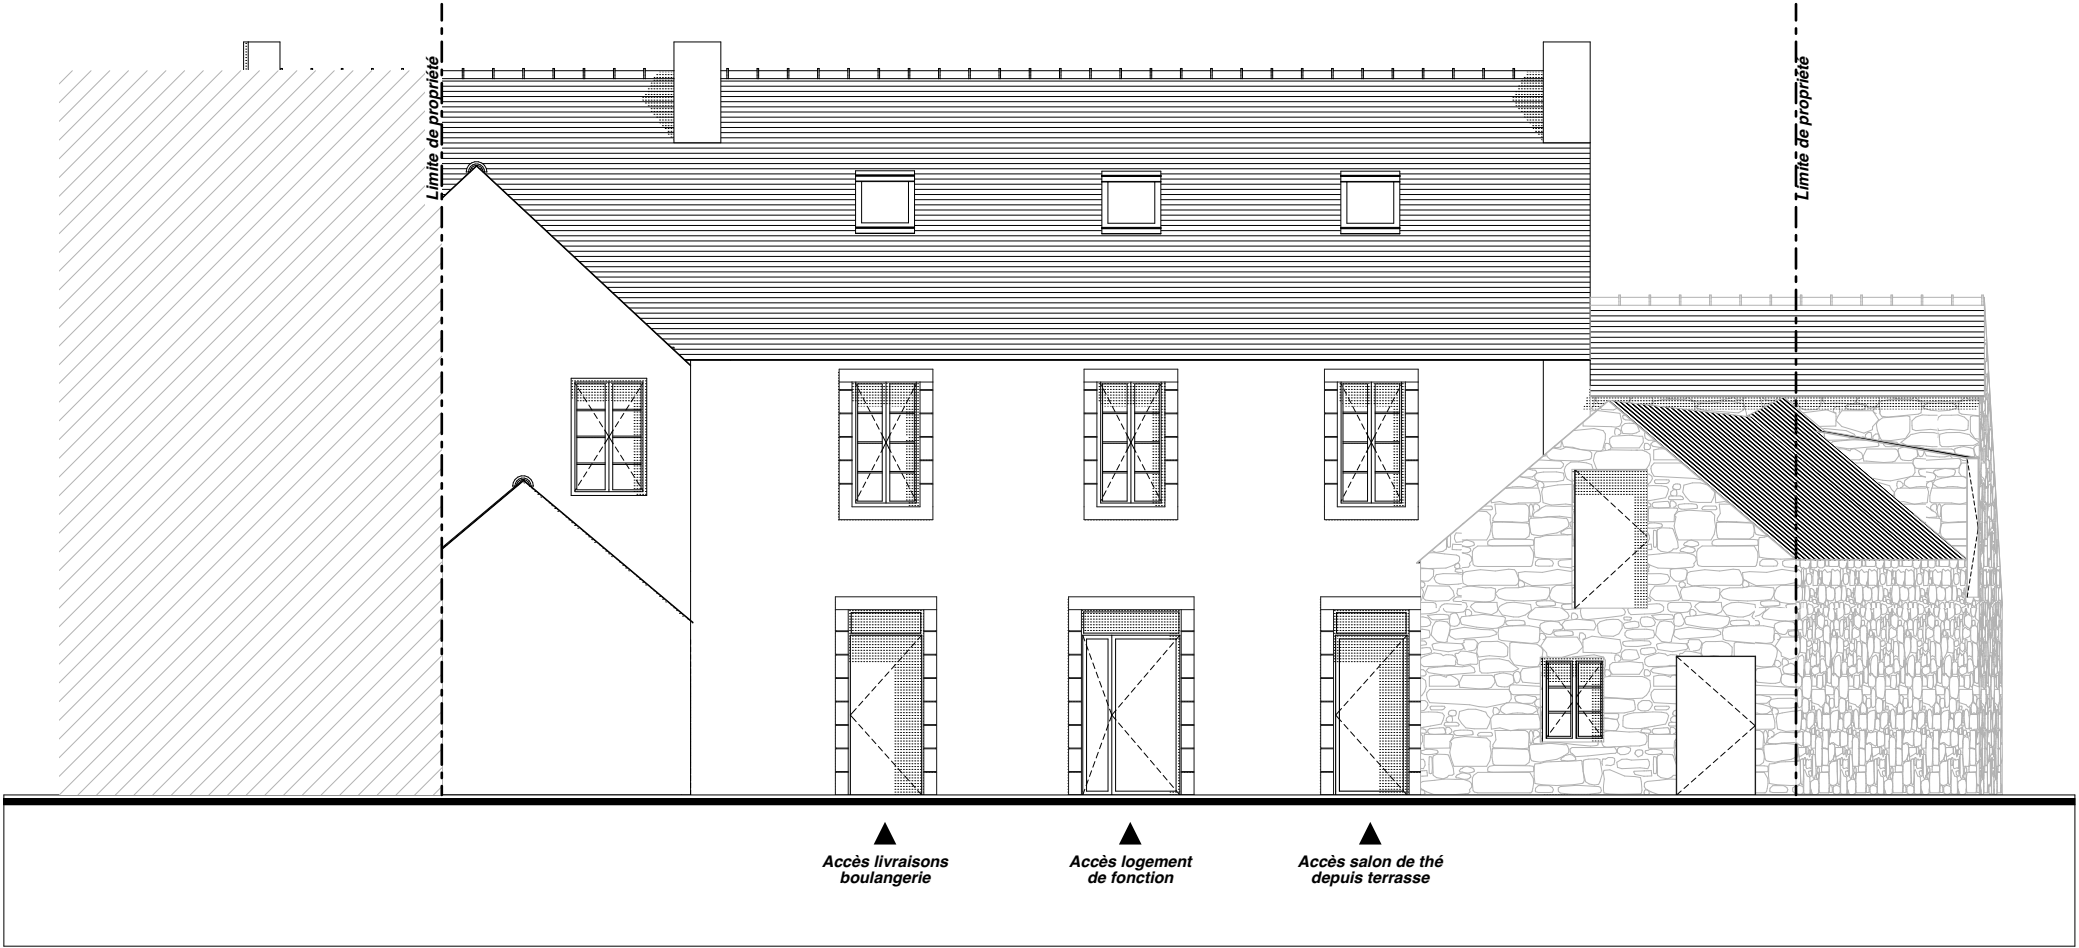 Limite de propriété
Limite de propriété
Accès livraisons
boulangerie
Accès logement
de fonction
Accès salon de thé
depuis terrasse